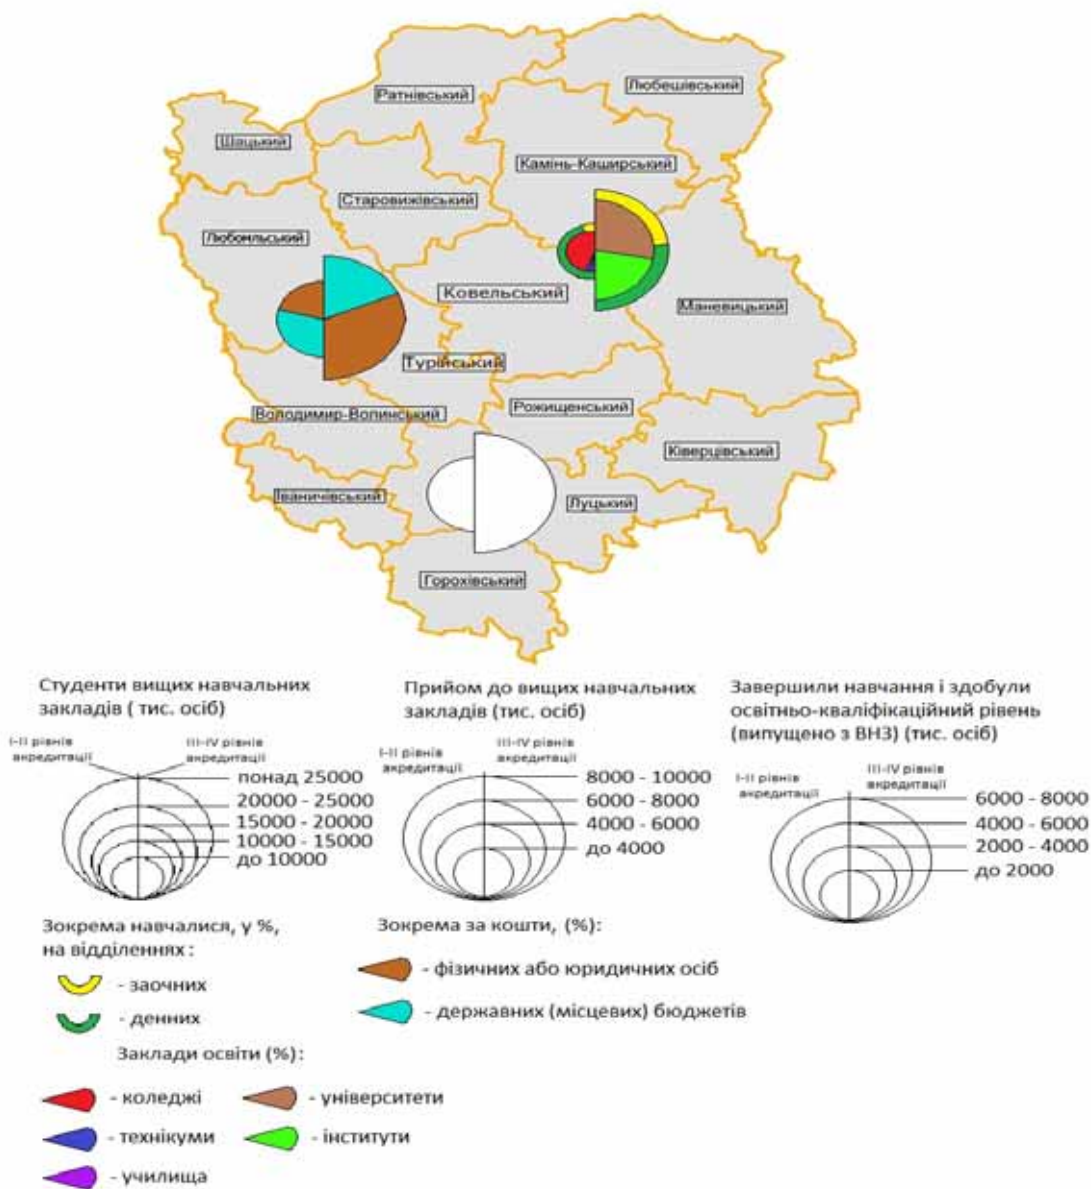 Любешівський
Ратнівський
Шацький
Камінь-Каширський
Старовижівський
Любомльський
Ковельський
Маневицький
Турійський
Володимир-Волинський
Рожищенський
Ківерцівський
Іваничівський
Луцький
Горохівський
Студенти вищих навчальних
закладів ( тис. осіб)
І-ІІ рівнів
акредитації
ІІІ-ІV рівнів
акредитації
понад 25000
20000 - 25000
15000 - 20000
10000 - 15000
до 10000
Прийом до вищих навчальних
закладів (тис. осіб)
І-ІІ рівнів
акредитації
ІІІ-ІV рівнів
акредитації
8000 - 10000
6000 - 8000
4000 - 6000
до 4000
Завершили навчання і здобули
освітньо-кваліфікаційний рівень
(випущено з ВНЗ) (тис. осіб)
І-ІІ рівнів
акредитації
ІІІ-ІV рівнів
акредитації
6000 - 8000
4000 - 6000
2000 - 4000
до 2000
Зокрема навчалися, у %,
на відділеннях :
- заочних
- денних
Зокрема за кошти, (%):
- фізичних або юридичних осіб
- державних (місцевих) бюджетів
Заклади освіти (%):
- коледжі
- університети
- технікуми
- інститути
- училища